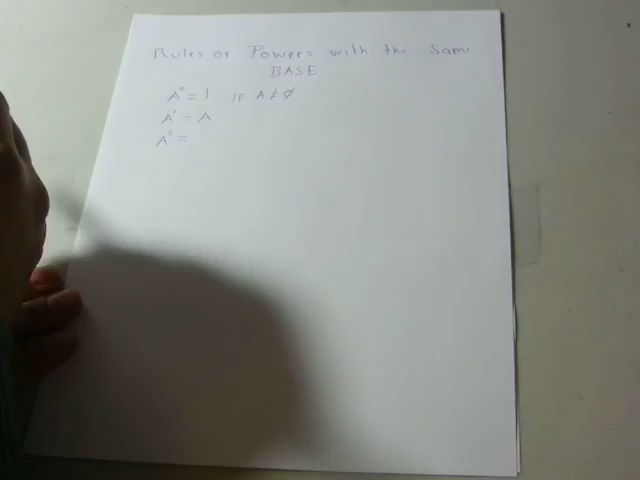 Rules of Powers with the same
BASE
A⁰ = 1 IF A ≠ 0
A¹ = A
A² =